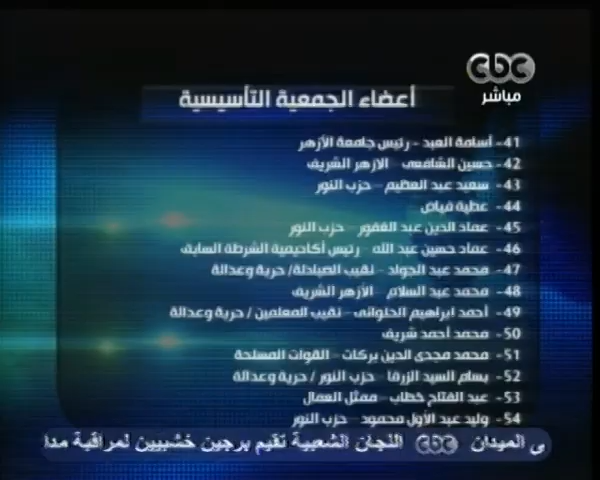 cbc
مباشر
أعضاء الجمعية التأسيسية
41- أسامة العبد - رئيس جامعة الأزهر
42- حسين الشافعي - الأزهر الشريف
43- سعيد عبد العظيم - حزب النور
44- عطية فياض
45- عماد الدين عبد الغفور - حزب النور
46- عماد حسين عبد الله - رئيس أكاديمية الشرطة السابق
47- محمد عبد الجواد - نقيب الصيادلة/ حرية وعدالة
48- محمد عبد السلام - الأزهر الشريف
49- أحمد ابراهيم الحلواني - نقيب المعلمين / حرية وعدالة
50- محمد أحمد شريف
51- محمد مجدي الدين بركات - القوات المسلحة
52- بسام السيد الزرقا - حزب النور / حرية وعدالة
53- عبد الفتاح خطاب - ممثل العمال
54- وليد عبد الأول محمود - حزب النور
ى الميدان cbc اللجان الشعبية تقيم برجين خشبيين لمراقبة مدا